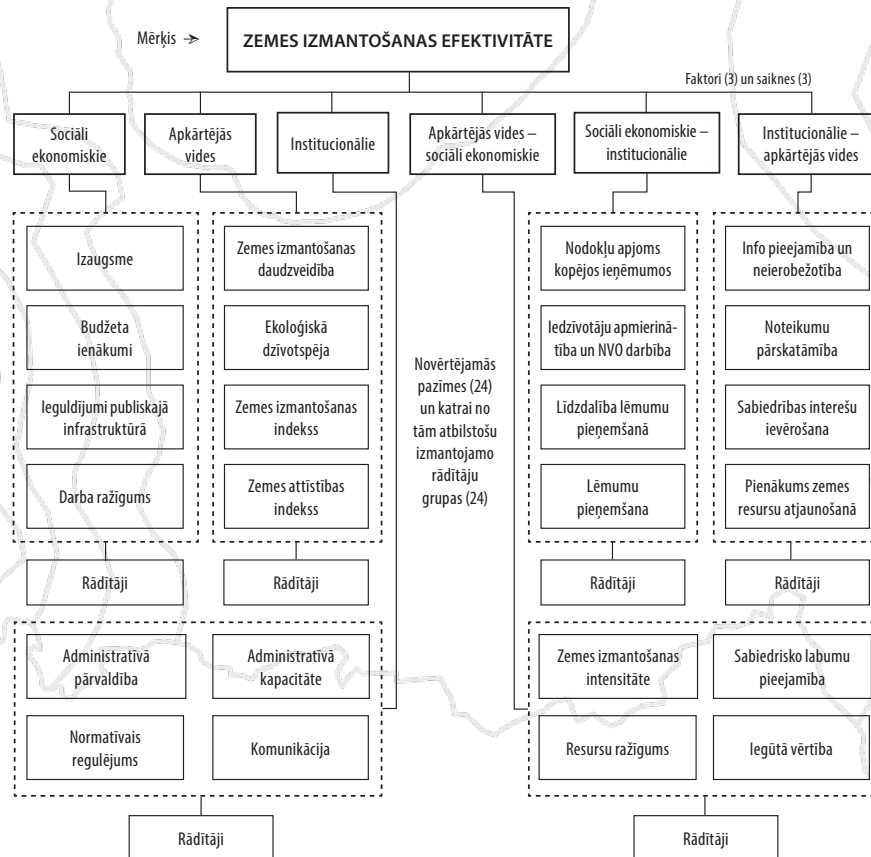 Mērķis →
ZEMES IZMANTOŠANAS EFEKTIVITĀTE
Faktori (3) un saiknes (3)
Sociāli
ekonomiskie
Apkārtējās
vides
Institucionālie
Apkārtējās vides –
sociāli ekonomiskie
Sociāli ekonomiskie –
institucionālie
Institucionālie –
apkārtējās vides
Izaugsme
Budžeta
ienākumi
Ieguldījumi publiskajā
infrastruktūrā
Darba ražīgums
Rādītāji
Zemes izmantošanas
daudzveidība
Ekoloģiskā
dzīvotspēja
Zemes izmantošanas
indekss
Zemes attīstības
indekss
Rādītāji
Novērtējamās
pazīmes (24)
un katrai no
tām atbilstošu
izmantojamo
rādītāju
grupas (24)
Nodokļu apjoms
kopējos ieņēmumos
Iedzīvotāju apmierinā-
tība un NVO darbība
Līdzdalība lēmumu
pieņemšanā
Lēmumu
pieņemšana
Rādītāji
Info pieejamība un
neierobežotība
Noteikumu
pārskatāmība
Sabiedrības interešu
ievērošana
Pienākums zemes
resursu atjaunošanā
Rādītāji
Administratīvā
pārvaldība
Administratīvā
kapacitāte
Normatīvais
regulējums
Komunikācija
Rādītāji
Zemes izmantošanas
intensitāte
Sabiedrisko labumu
pieejamība
Resursu ražīgums
Iegūtā vērtība
Rādītāji